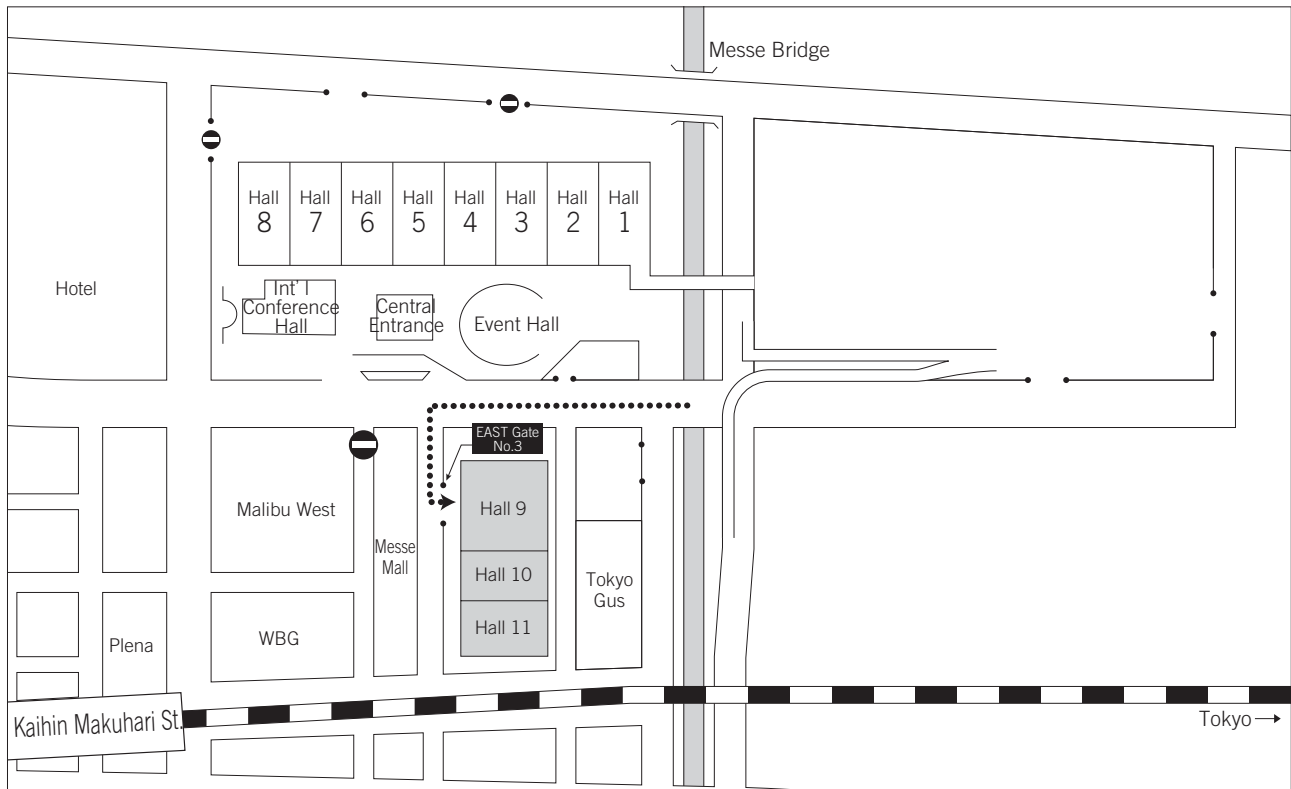 Messe Bridge
Hall
8
Hall
7
Hall
6
Hall
5
Hall
4
Hall
3
Hall
2
Hall
1
Hotel
Int' l
Conference
Hall
Central
Entrance
Event Hall
EAST Gate
No.3
Malibu West
Messe
Mall
Hall 9
Hall 10
Hall 11
Tokyo
Gus
Plena
WBG
Kaihin Makuhari St.
Tokyo →